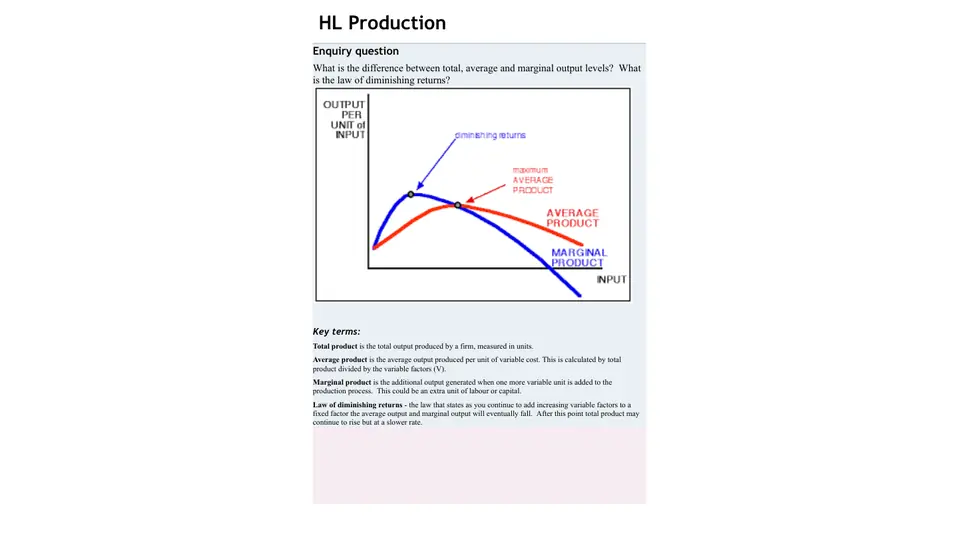 HL Production
Enquiry question
What is the difference between total, average and marginal output levels?  What
is the law of diminishing returns?
OUTPUT
PER
UNIT of
INPUT
diminishing returns
maximum
AVERAGE
PRODUCT
AVERAGE
PRODUCT
MARGINAL
PRODUCT
INPUT
Key terms:
Total product is the total output produced by a firm, measured in units.
Average product is the average output produced per unit of variable cost. This is calculated by total
product divided by the variable factors (V).
Marginal product is the additional output generated when one more variable unit is added to the
production process.  This could be an extra unit of labour or capital.
Law of diminishing returns - the law that states as you continue to add increasing variable factors to a
fixed factor the average output and marginal output will eventually fall.  After this point total product may
continue to rise but at a slower rate.